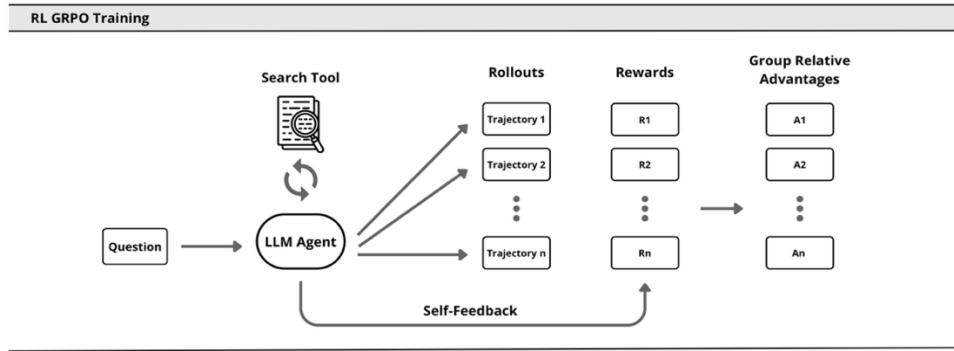 RL GRPO Training
Search Tool
Rollouts
Rewards
Group Relative
Advantages
Trajectory 1
R1
A1
Trajectory 2
R2
A2
Question
LLM Agent
Trajectory n
Rn
An
Self-Feedback